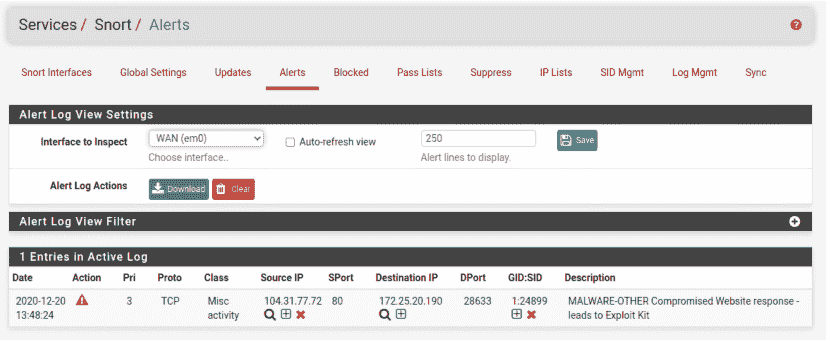 Services / Snort / Alerts
Snort Interfaces Global Settings Updates Alerts Blocked Pass Lists Suppress IP Lists SID Mgmt Log Mgmt Sync
Alert Log View Settings
Interface to Inspect WAN (em0) Auto-refresh view 250 Save
Choose interface.. Alert lines to display.
Alert Log Actions Download Clear
Alert Log View Filter
1 Entries in Active Log
Date Action Pri Proto Class Source IP SPort Destination IP DPort GID:SID Description
2020-12-20 3 TCP Misc 104.31.77.72 80 172.25.20.190 28633 1:24899 MALWARE-OTHER Compromised Website response -
13:48:24 activity leads to Exploit Kit